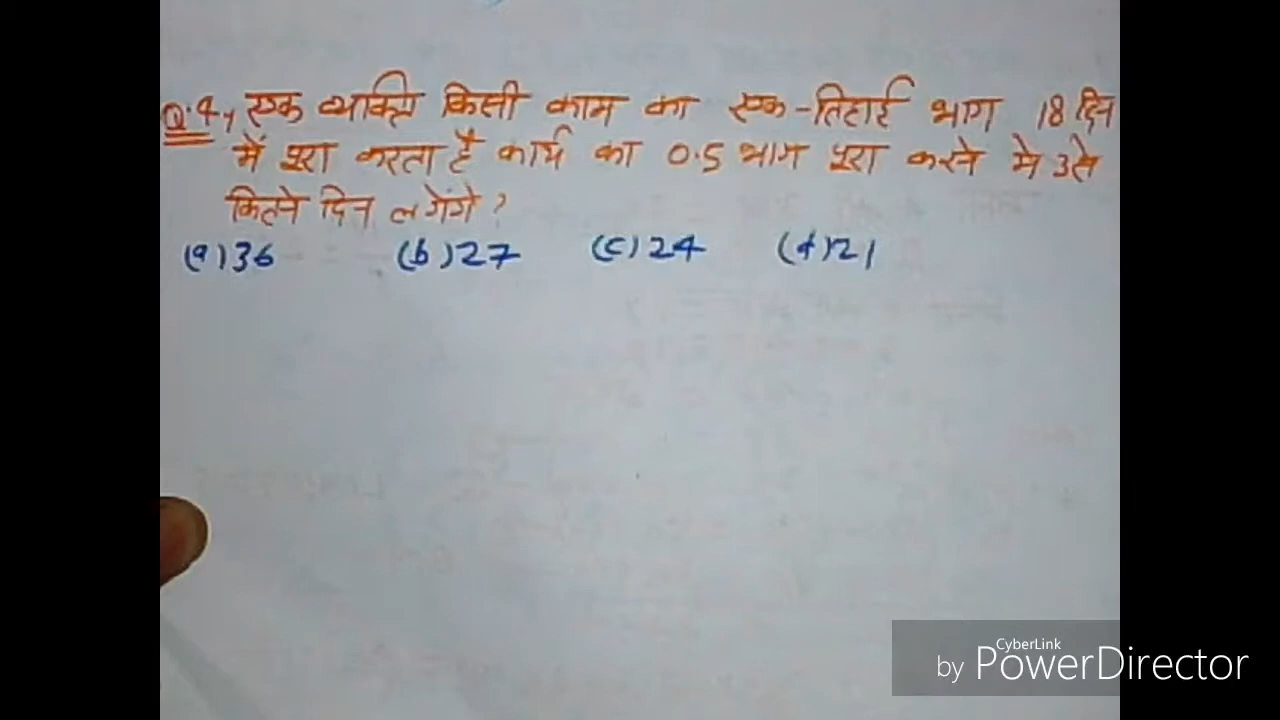 Q.4, एक व्यक्ति किसी काम का एक-तिहाई भाग 18 दिन
में पूरा करता है कार्य का 0.5 भाग पूरा करने मे उसे
कितने दिन लगेंगे?
(a) 36 (b) 27 (c) 24 (d) 21
CyberLink
by PowerDirector